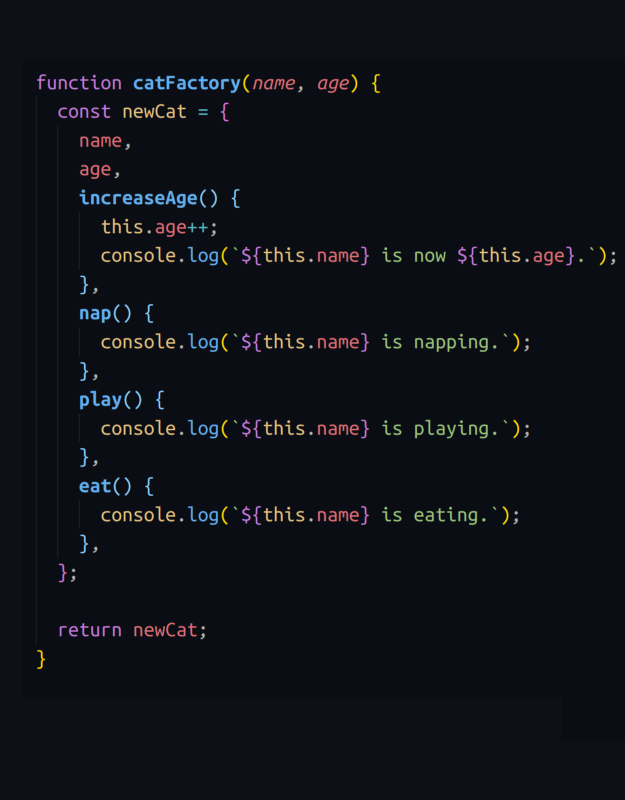 function catFactory(name, age) {
  const newCat = {
    name,
    age,
    increaseAge() {
      this.age++;
      console.log(`${this.name} is now ${this.age}.`);
    },
    nap() {
      console.log(`${this.name} is napping.`);
    },
    play() {
      console.log(`${this.name} is playing.`);
    },
    eat() {
      console.log(`${this.name} is eating.`);
    },
  };

  return newCat;
}